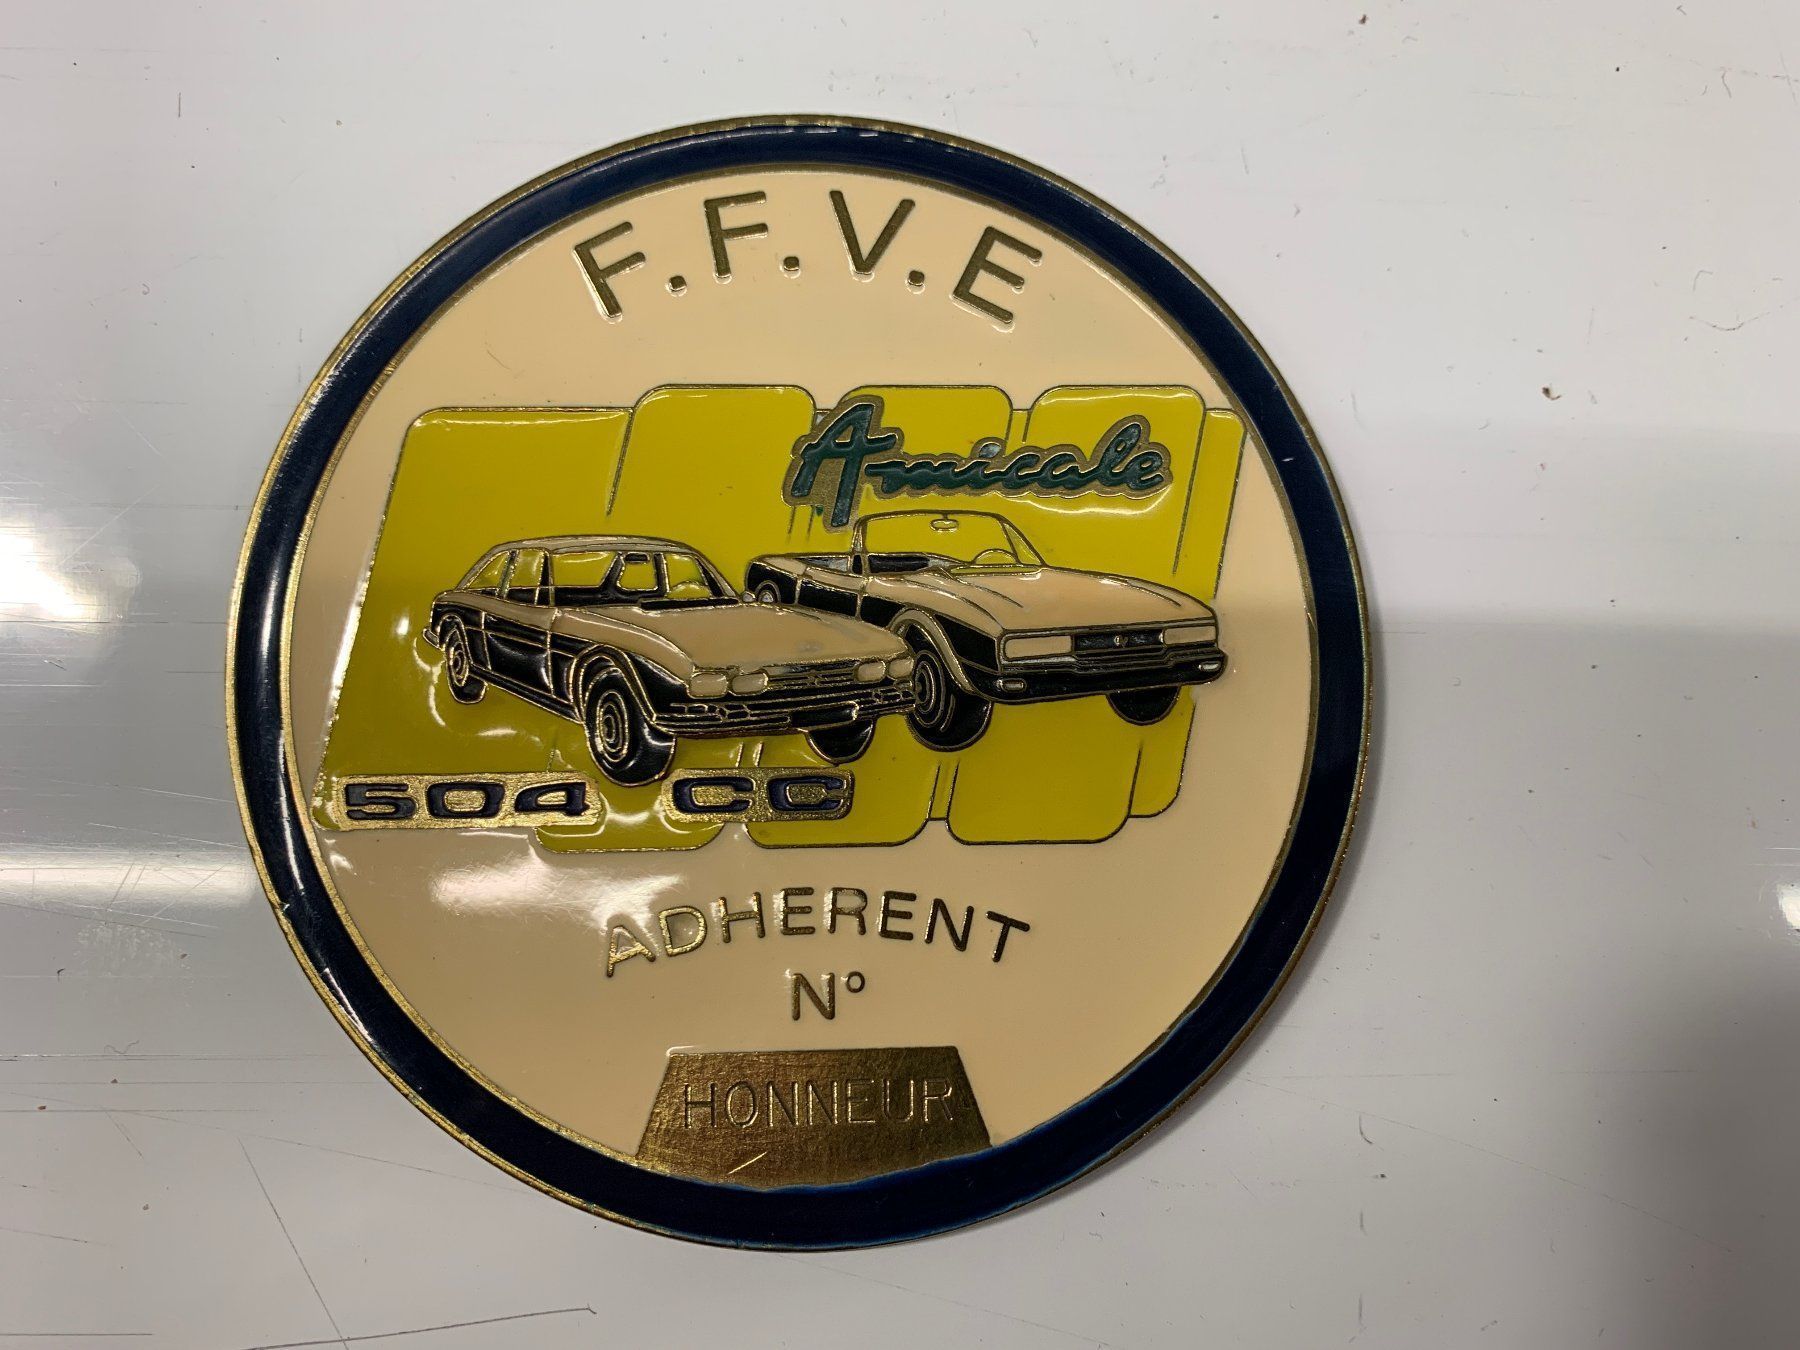 F.F.V.E
Amicale
504 CC
ADHERENT
N°
HONNEUR